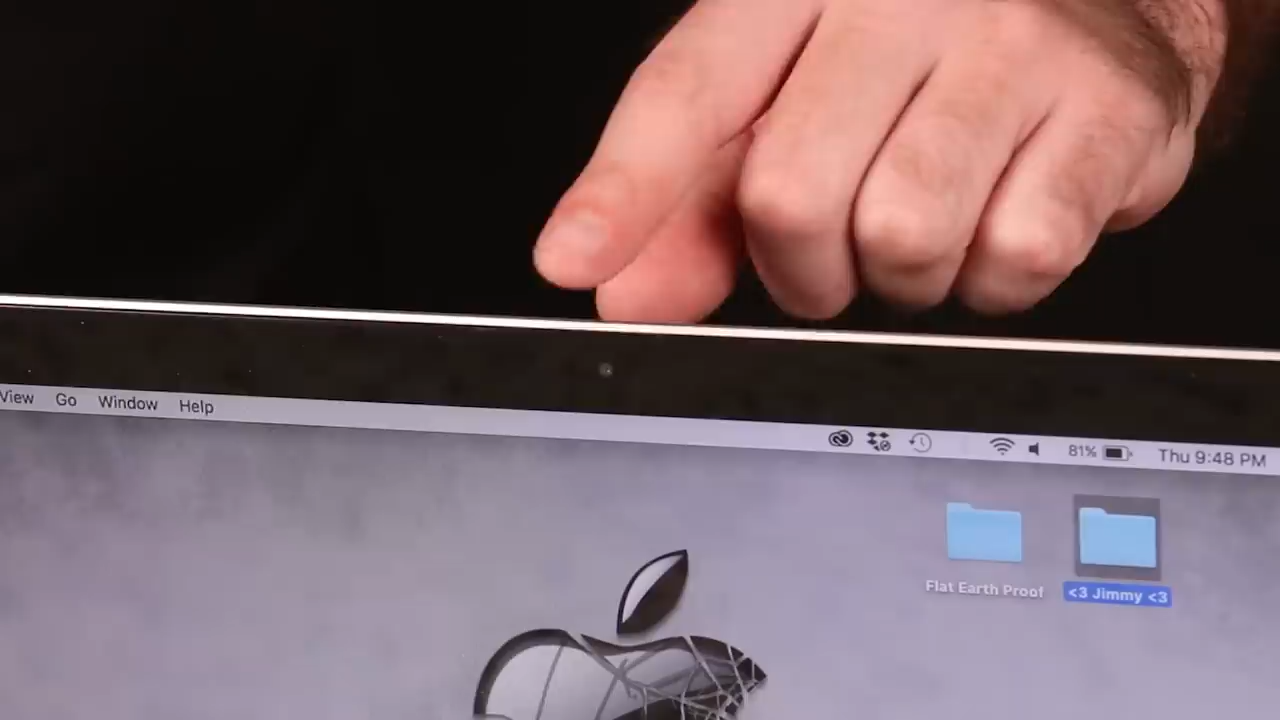 View Go Window Help
81% Thu 9:48 PM
Flat Earth Proof
<3 Jimmy <3